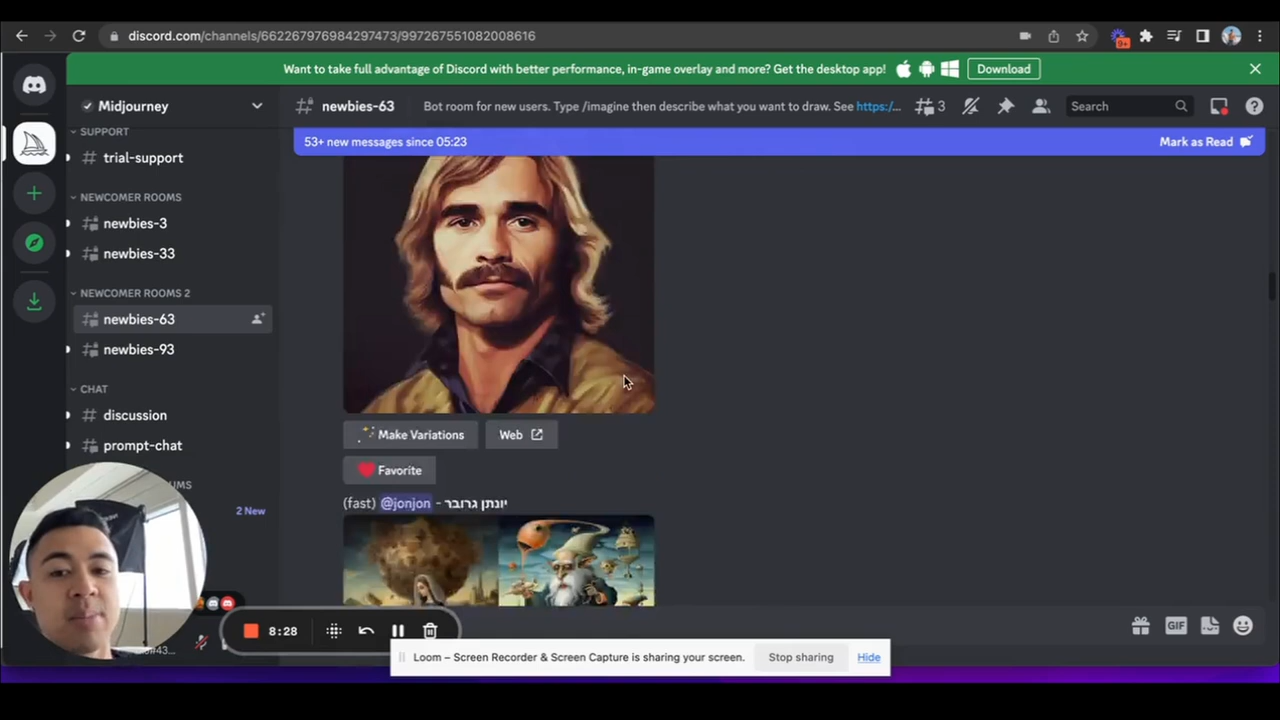 discord.com/channels/662267976984297473/997267551082008616
9+
Want to take full advantage of Discord with better performance, in-game overlay and more? Get the desktop app!
Download
Midjourney
newbies-63
Bot room for new users. Type /imagine then describe what you want to draw. See https:/...
3
Search
53+ new messages since 05:23
Mark as Read
SUPPORT
trial-support
NEWCOMER ROOMS
newbies-3
newbies-33
NEWCOMER ROOMS 2
newbies-63
newbies-93
CHAT
discussion
prompt-chat
UMS
2 New
Make Variations
Web
Favorite
(fast) @jonjon - יונתן גרובר
GIF
8:28
#43...
Loom – Screen Recorder & Screen Capture is sharing your screen.
Stop sharing
Hide